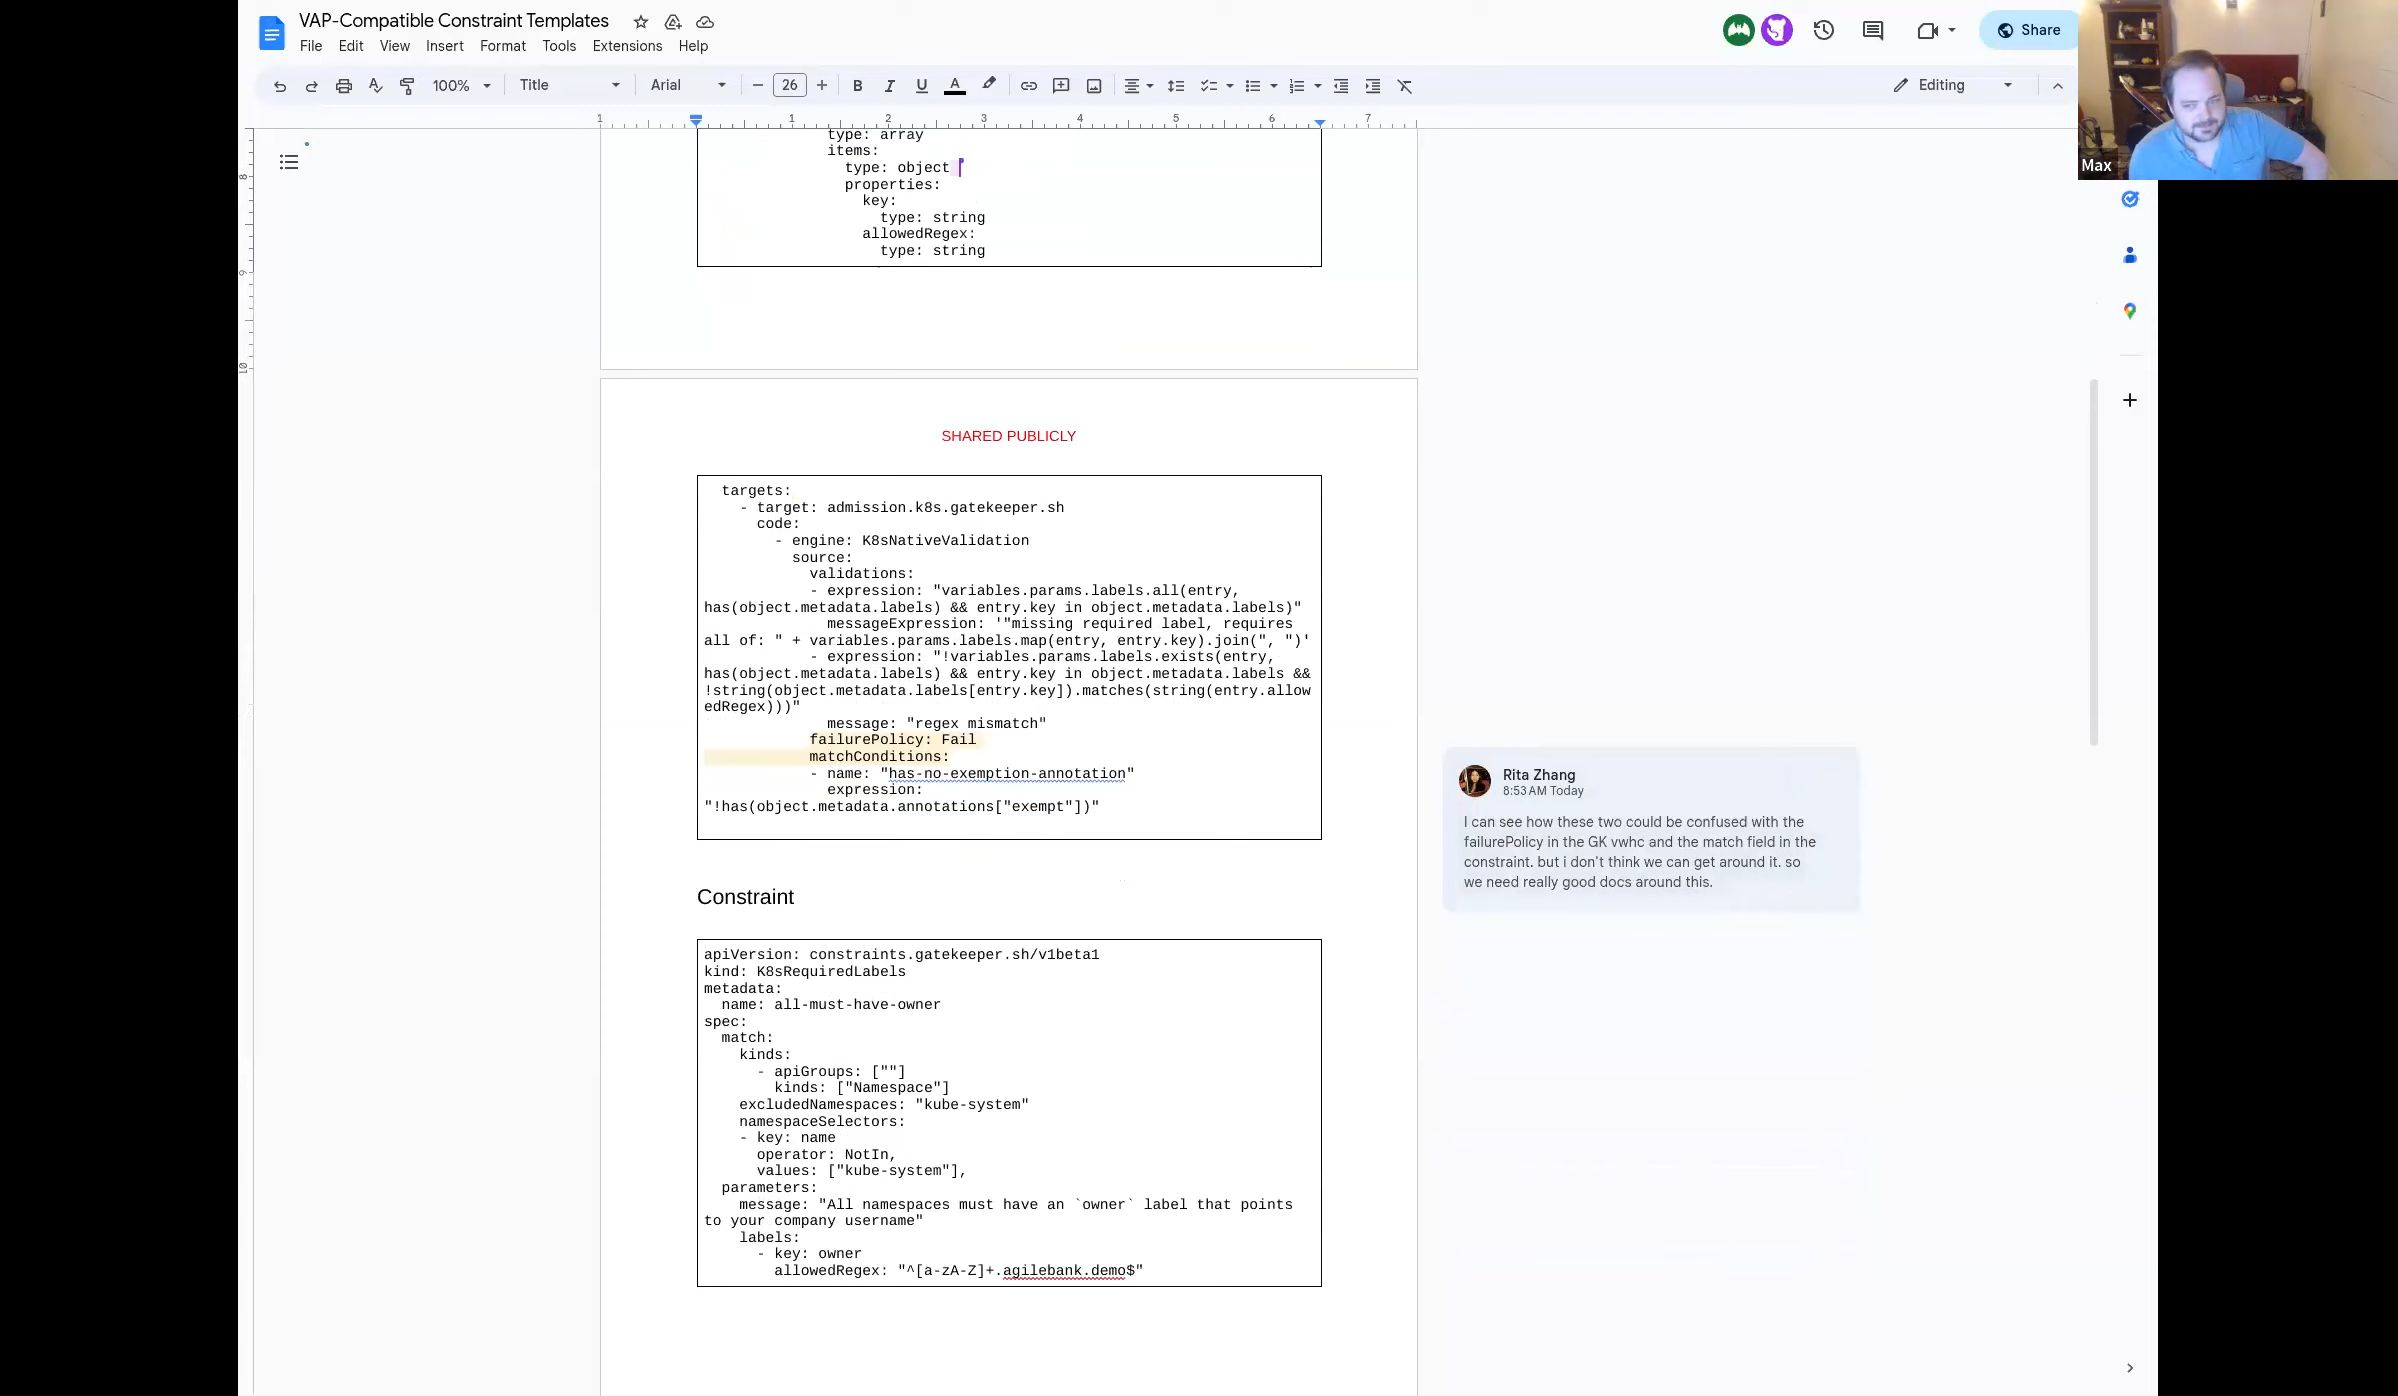 VAP-Compatible Constraint Templates
File Edit View Insert Format Tools Extensions Help
Share
100% Title Arial 26 Editing
1 1 2 3 4 5 6 7
Max
8
9
10
type: array
items:
type: object
properties:
key:
type: string
allowedRegex:
type: string
SHARED PUBLICLY
targets:
- target: admission.k8s.gatekeeper.sh
code:
- engine: K8sNativeValidation
source:
validations:
- expression: "variables.params.labels.all(entry,
has(object.metadata.labels) && entry.key in object.metadata.labels)"
messageExpression: '"missing required label, requires
all of: " + variables.params.labels.map(entry, entry.key).join(", ")'
- expression: "!variables.params.labels.exists(entry,
has(object.metadata.labels) && entry.key in object.metadata.labels &&
!string(object.metadata.labels[entry.key]).matches(string(entry.allow
edRegex)))"
message: "regex mismatch"
failurePolicy: Fail
matchConditions:
- name: "has-no-exemption-annotation"
expression:
"!has(object.metadata.annotations["exempt"])"
Rita Zhang
8:53 AM Today
I can see how these two could be confused with the
failurePolicy in the GK vwhc and the match field in the
constraint. but i don't think we can get around it. so
we need really good docs around this.
Constraint
apiVersion: constraints.gatekeeper.sh/v1beta1
kind: K8sRequiredLabels
metadata:
name: all-must-have-owner
spec:
match:
kinds:
- apiGroups: [""]
kinds: ["Namespace"]
excludedNamespaces: "kube-system"
namespaceSelectors:
- key: name
operator: NotIn,
values: ["kube-system"],
parameters:
message: "All namespaces must have an `owner` label that points
to your company username"
labels:
- key: owner
allowedRegex: "^[a-zA-Z]+.agilebank.demo$"